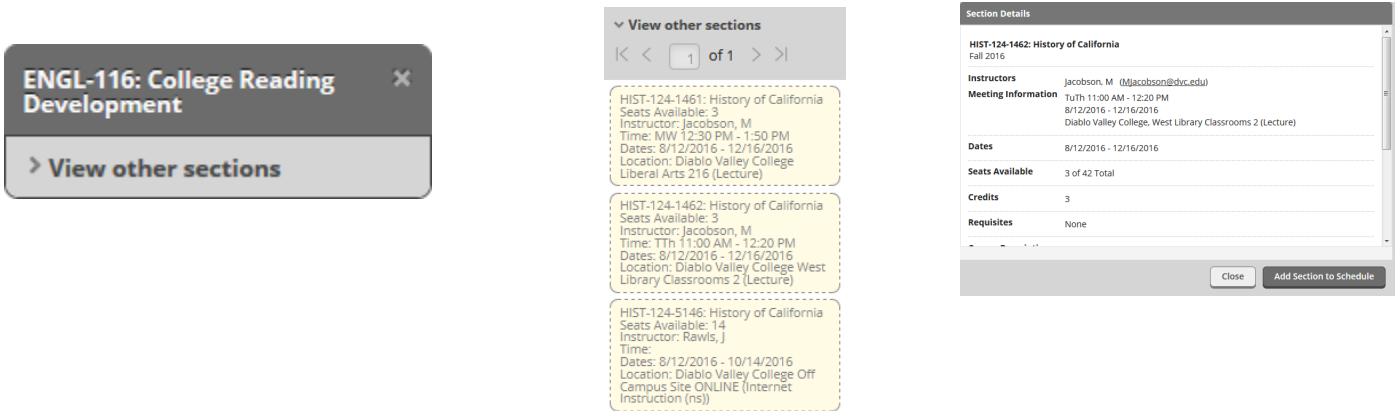 ENGL-116: College Reading
Development
View other sections
View other sections
1 of 1
HIST-124-1461: History of California
Seats Available: 3
Instructor: Jacobson, M
Time: MW 12:30 PM - 1:50 PM
Dates: 8/12/2016 - 12/16/2016
Location: Diablo Valley College
Liberal Arts 216 (Lecture)
HIST-124-1462: History of California
Seats Available: 3
Instructor: Jacobson, M
Time: TTh 11:00 AM - 12:20 PM
Dates: 8/12/2016 - 12/16/2016
Location: Diablo Valley College West
Library Classrooms 2 (Lecture)
HIST-124-5146: History of California
Seats Available: 14
Instructor: Rawls, J
Time:
Dates: 8/12/2016 - 10/14/2016
Location: Diablo Valley College Off
Campus Site ONLINE (Internet
Instruction (ns))
Section Details
HIST-124-1462: History of California
Fall 2016
Instructors Jacobson, M (MJacobson@dvc.edu)
Meeting Information TuTh 11:00 AM - 12:20 PM
8/12/2016 - 12/16/2016
Diablo Valley College, West Library Classrooms 2 (Lecture)
Dates 8/12/2016 - 12/16/2016
Seats Available 3 of 42 Total
Credits 3
Requisites None
Close Add Section to Schedule